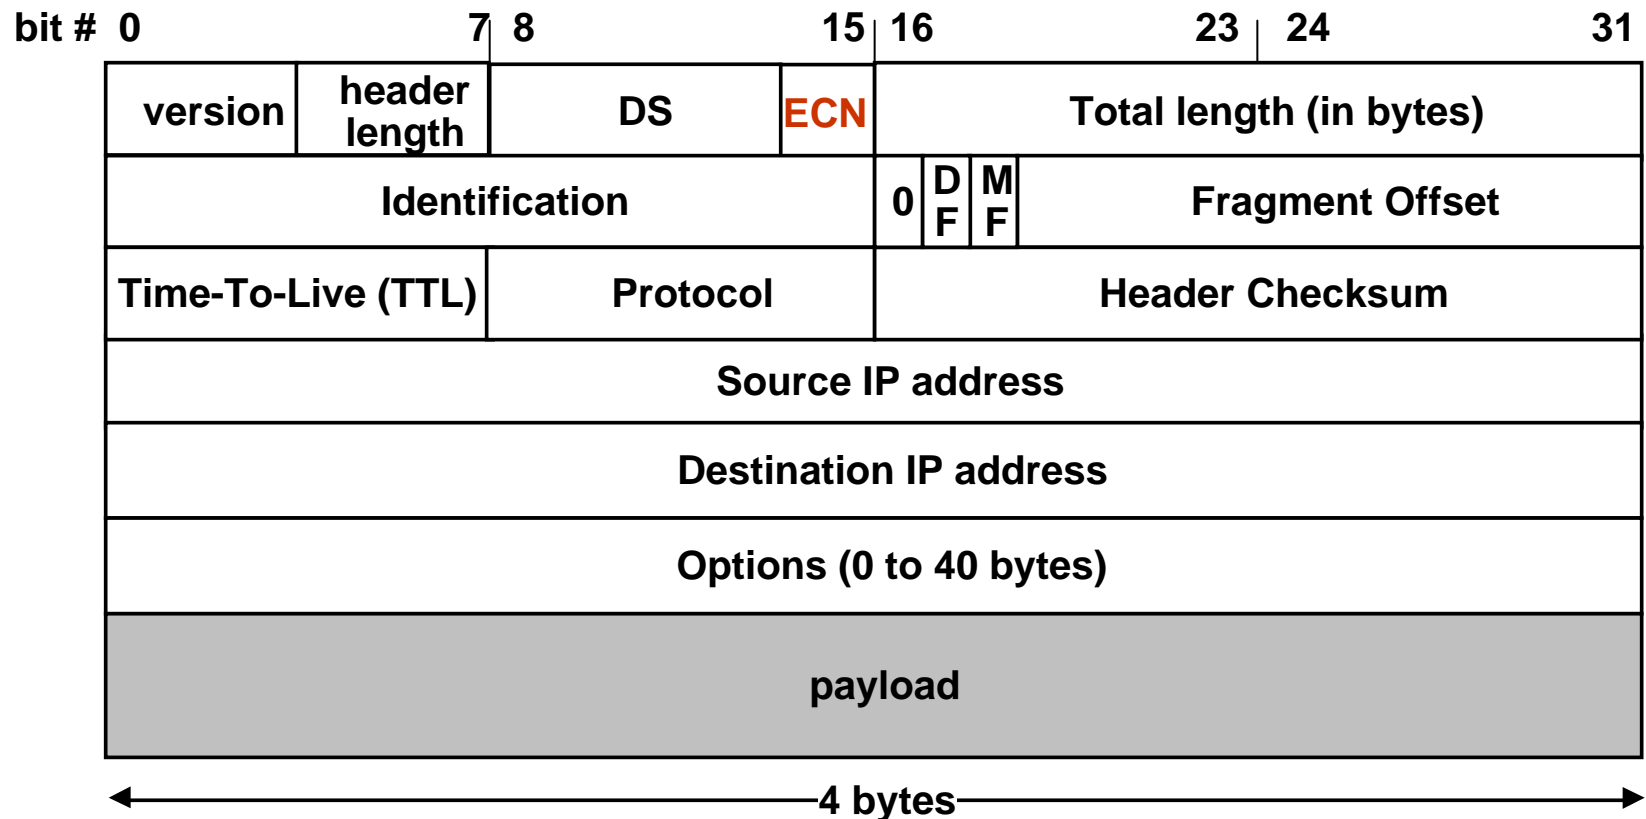 bit # 0 7 8 15 16 23 24 31
version header length DS ECN Total length (in bytes)
Identification 0 DF MF Fragment Offset
Time-To-Live (TTL) Protocol Header Checksum
Source IP address
Destination IP address
Options (0 to 40 bytes)
payload
4 bytes